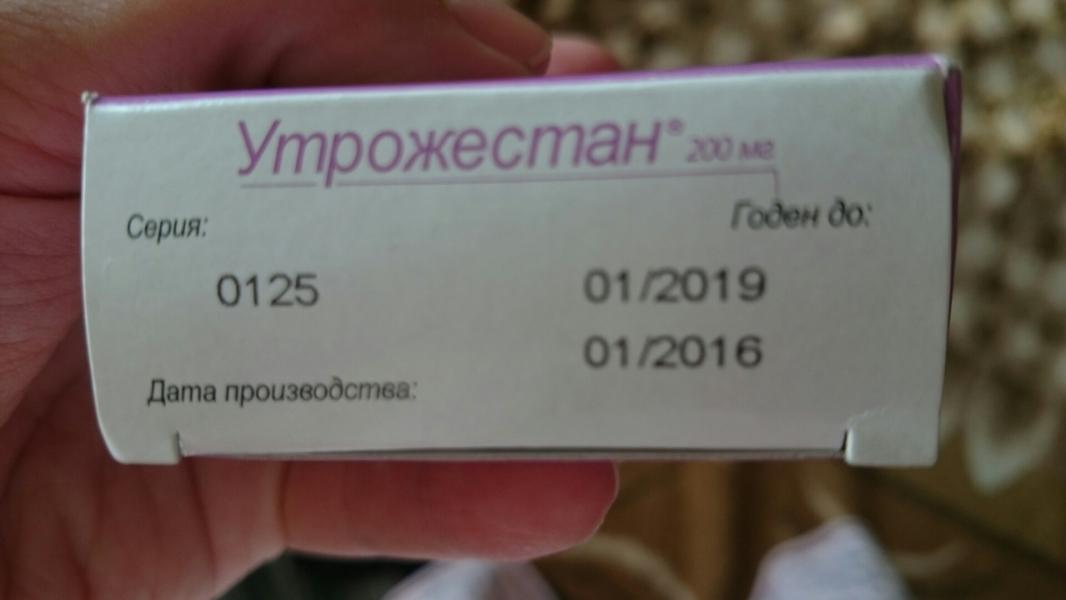 Утрожестан® 200 мг
Серия: Годен до:
0125 01/2019
01/2016
Дата производства: